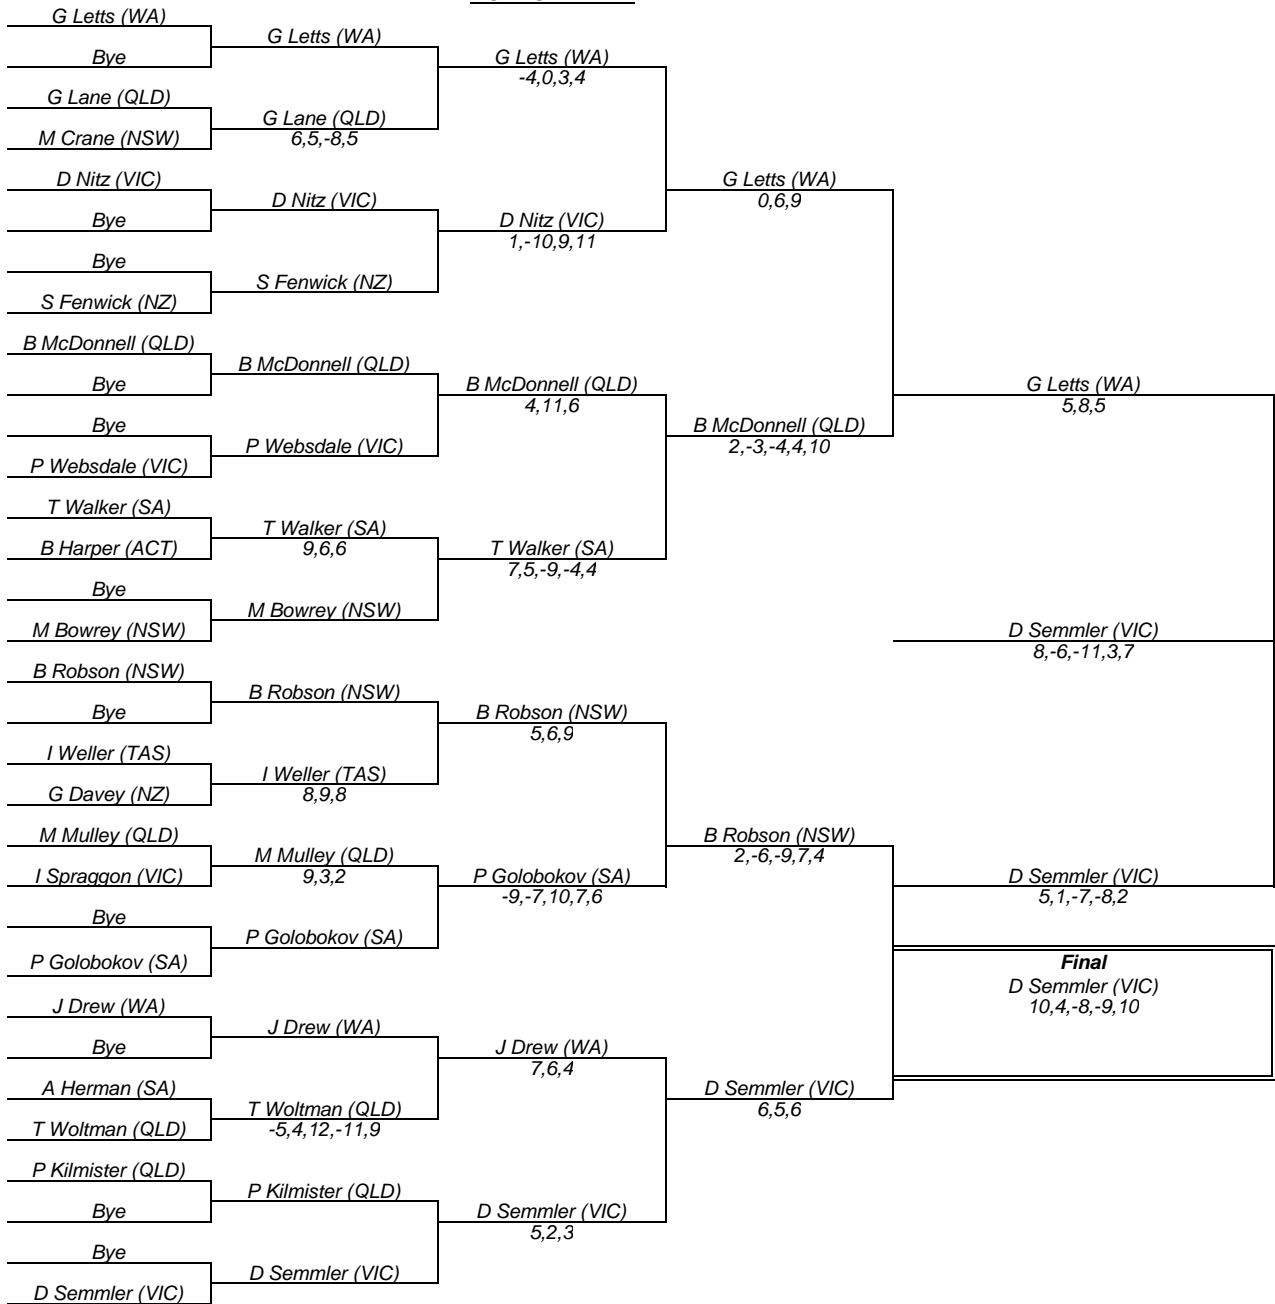 G Letts (WA)
Bye
G Lane (QLD)
M Crane (NSW)
D Nitz (VIC)
Bye
Bye
S Fenwick (NZ)
B McDonnell (QLD)
Bye
Bye
P Websdale (VIC)
T Walker (SA)
B Harper (ACT)
Bye
M Bowrey (NSW)
B Robson (NSW)
Bye
I Weller (TAS)
G Davey (NZ)
M Mulley (QLD)
I Spraggon (VIC)
Bye
P Golobokov (SA)
J Drew (WA)
Bye
A Herman (SA)
T Woltman (QLD)
P Kilmister (QLD)
Bye
Bye
D Semmler (VIC)
G Letts (WA)
G Lane (QLD)
6,5,-8,5
D Nitz (VIC)
S Fenwick (NZ)
B McDonnell (QLD)
P Websdale (VIC)
T Walker (SA)
9,6,6
M Bowrey (NSW)
B Robson (NSW)
I Weller (TAS)
8,9,8
M Mulley (QLD)
9,3,2
P Golobokov (SA)
J Drew (WA)
T Woltman (QLD)
-5,4,12,-11,9
P Kilmister (QLD)
D Semmler (VIC)
G Letts (WA)
-4,0,3,4
D Nitz (VIC)
1,-10,9,11
B McDonnell (QLD)
4,11,6
T Walker (SA)
7,5,-9,-4,4
B Robson (NSW)
5,6,9
P Golobokov (SA)
-9,-7,10,7,6
J Drew (WA)
7,6,4
D Semmler (VIC)
5,2,3
G Letts (WA)
0,6,9
B McDonnell (QLD)
2,-3,-4,4,10
B Robson (NSW)
2,-6,-9,7,4
D Semmler (VIC)
6,5,6
G Letts (WA)
5,8,5
D Semmler (VIC)
8,-6,-11,3,7
D Semmler (VIC)
5,1,-7,-8,2
Final
D Semmler (VIC)
10,4,-8,-9,10